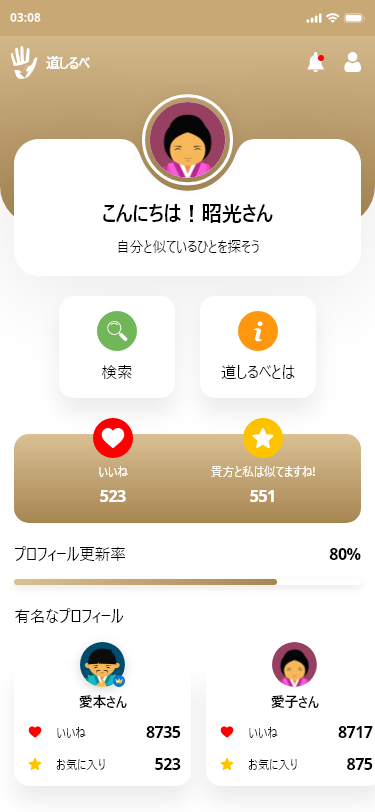 03:08
道しるべ
こんにちは！昭光さん
自分と似ているひとを探そう
検索
道しるべとは
いいね
貴方と私は似てますね!
523
551
プロフィール更新率
80%
有名なプロフィール
愛本さん
愛子さん
いいね
8735
いいね
8717
お気に入り
523
お気に入り
875